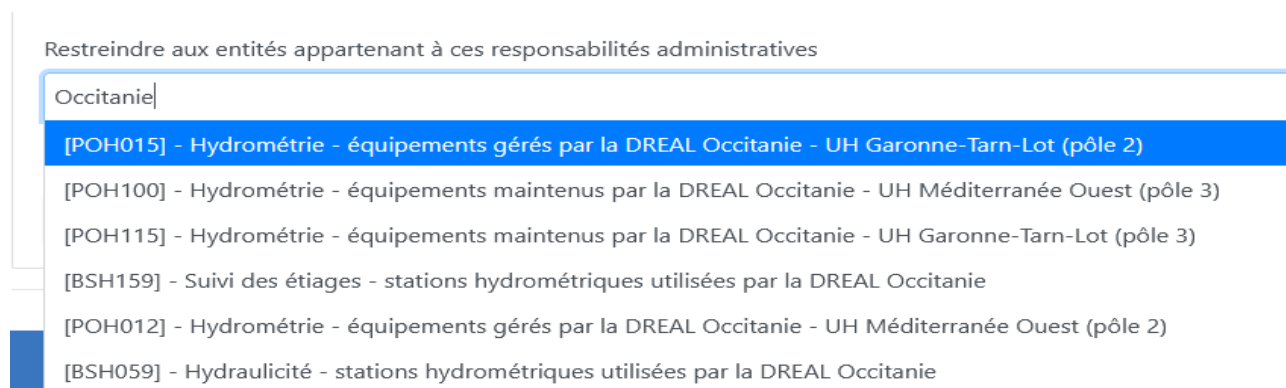 Restreindre aux entités appartenant à ces responsabilités administratives
Occitanie
[POH015] - Hydrométrie - équipements gérés par la DREAL Occitanie - UH Garonne-Tarn-Lot (pôle 2)
[POH100] - Hydrométrie - équipements maintenus par la DREAL Occitanie - UH Méditerranée Ouest (pôle 3)
[POH115] - Hydrométrie - équipements maintenus par la DREAL Occitanie - UH Garonne-Tarn-Lot (pôle 3)
[BSH159] - Suivi des étiages - stations hydrométriques utilisées par la DREAL Occitanie
[POH012] - Hydrométrie - équipements gérés par la DREAL Occitanie - UH Méditerranée Ouest (pôle 2)
[BSH059] - Hydraulicité - stations hydrométriques utilisées par la DREAL Occitanie